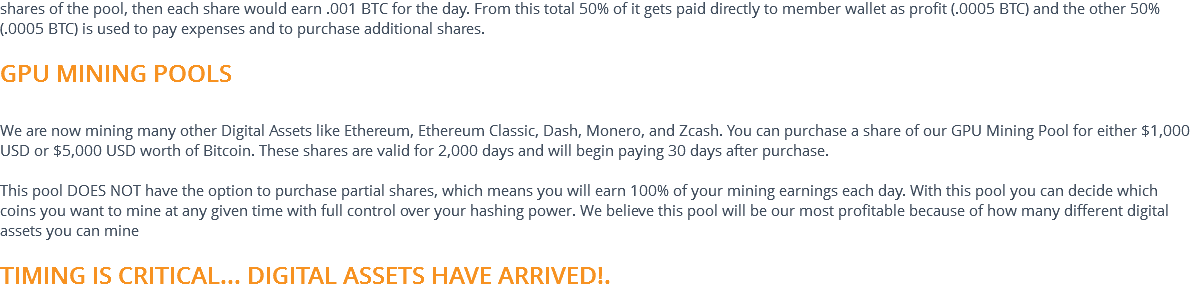 shares of the pool, then each share would earn .001 BTC for the day. From this total 50% of it gets paid directly to member wallet as profit (.0005 BTC) and the other 50%
(.0005 BTC) is used to pay expenses and to purchase additional shares.
GPU MINING POOLS
We are now mining many other Digital Assets like Ethereum, Ethereum Classic, Dash, Monero, and Zcash. You can purchase a share of our GPU Mining Pool for either $1,000
USD or $5,000 USD worth of Bitcoin. These shares are valid for 2,000 days and will begin paying 30 days after purchase.
This pool DOES NOT have the option to purchase partial shares, which means you will earn 100% of your mining earnings each day. With this pool you can decide which
coins you want to mine at any given time with full control over your hashing power. We believe this pool will be our most profitable because of how many different digital
assets you can mine
TIMING IS CRITICAL... DIGITAL ASSETS HAVE ARRIVED!.